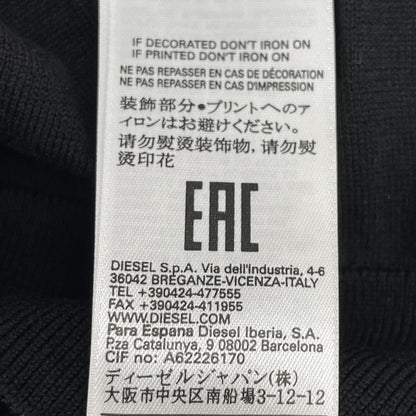 IF DECORATED DON'T IRON ON
IF PRINTED DON'T IRON ON
NE PAS REPASSER EN CAS DE DÉCORATION
NE PAS REPASSER EN CAS D'IMPRESSION
装飾部分•プリントへのア
イロンはお避けください。
请勿熨烫装饰物,请勿熨
烫印花
EAC
DIESEL S.p.A. Via dell'industria, 4-6
36042 BREGANZE-VICENZA-ITALY
TEL +390424-477555
FAX +390424-411955
WWW.DIESEL.COM
Para Espana Diesel Iberia, S.A.
P.za Catalunya, 9 08002 Barcelona
CIF no: A62226170
ディーゼルジャパン(株)
大阪市中央区南船場3-12-12